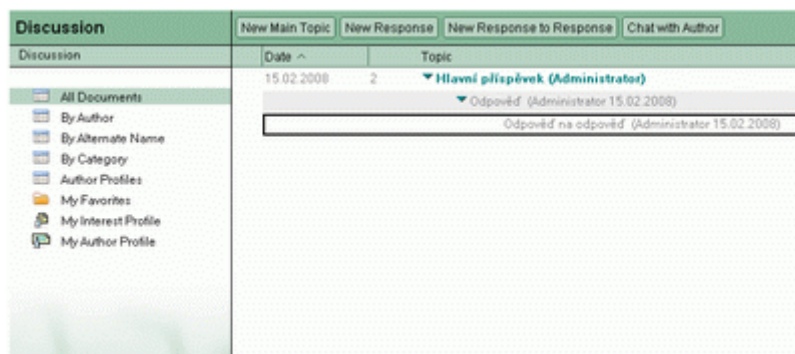 Discussion
New Main Topic New Response New Response to Response Chat with Author
Discussion
Date Topic
15.02.2008 2 Hlavní příspěvek (Administrator)
Odpověď (Administrator 15.02.2008)
Odpověď na odpověď (Administrator 15.02.2008)
All Documents
By Author
By Alternate Name
By Category
Author Profiles
My Favorites
My Interest Profile
My Author Profile